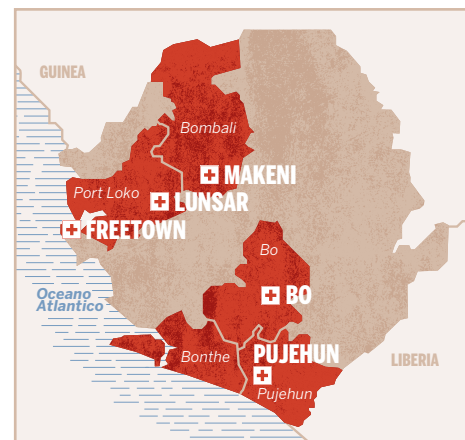 GUINEA
Bombali
MAKENI
Port Loko
LUNSAR
FREETOWN
Bo
Oceano
Atlantico
BO
PUJEHUN
Bonthe
LIBERIA
Pujehun